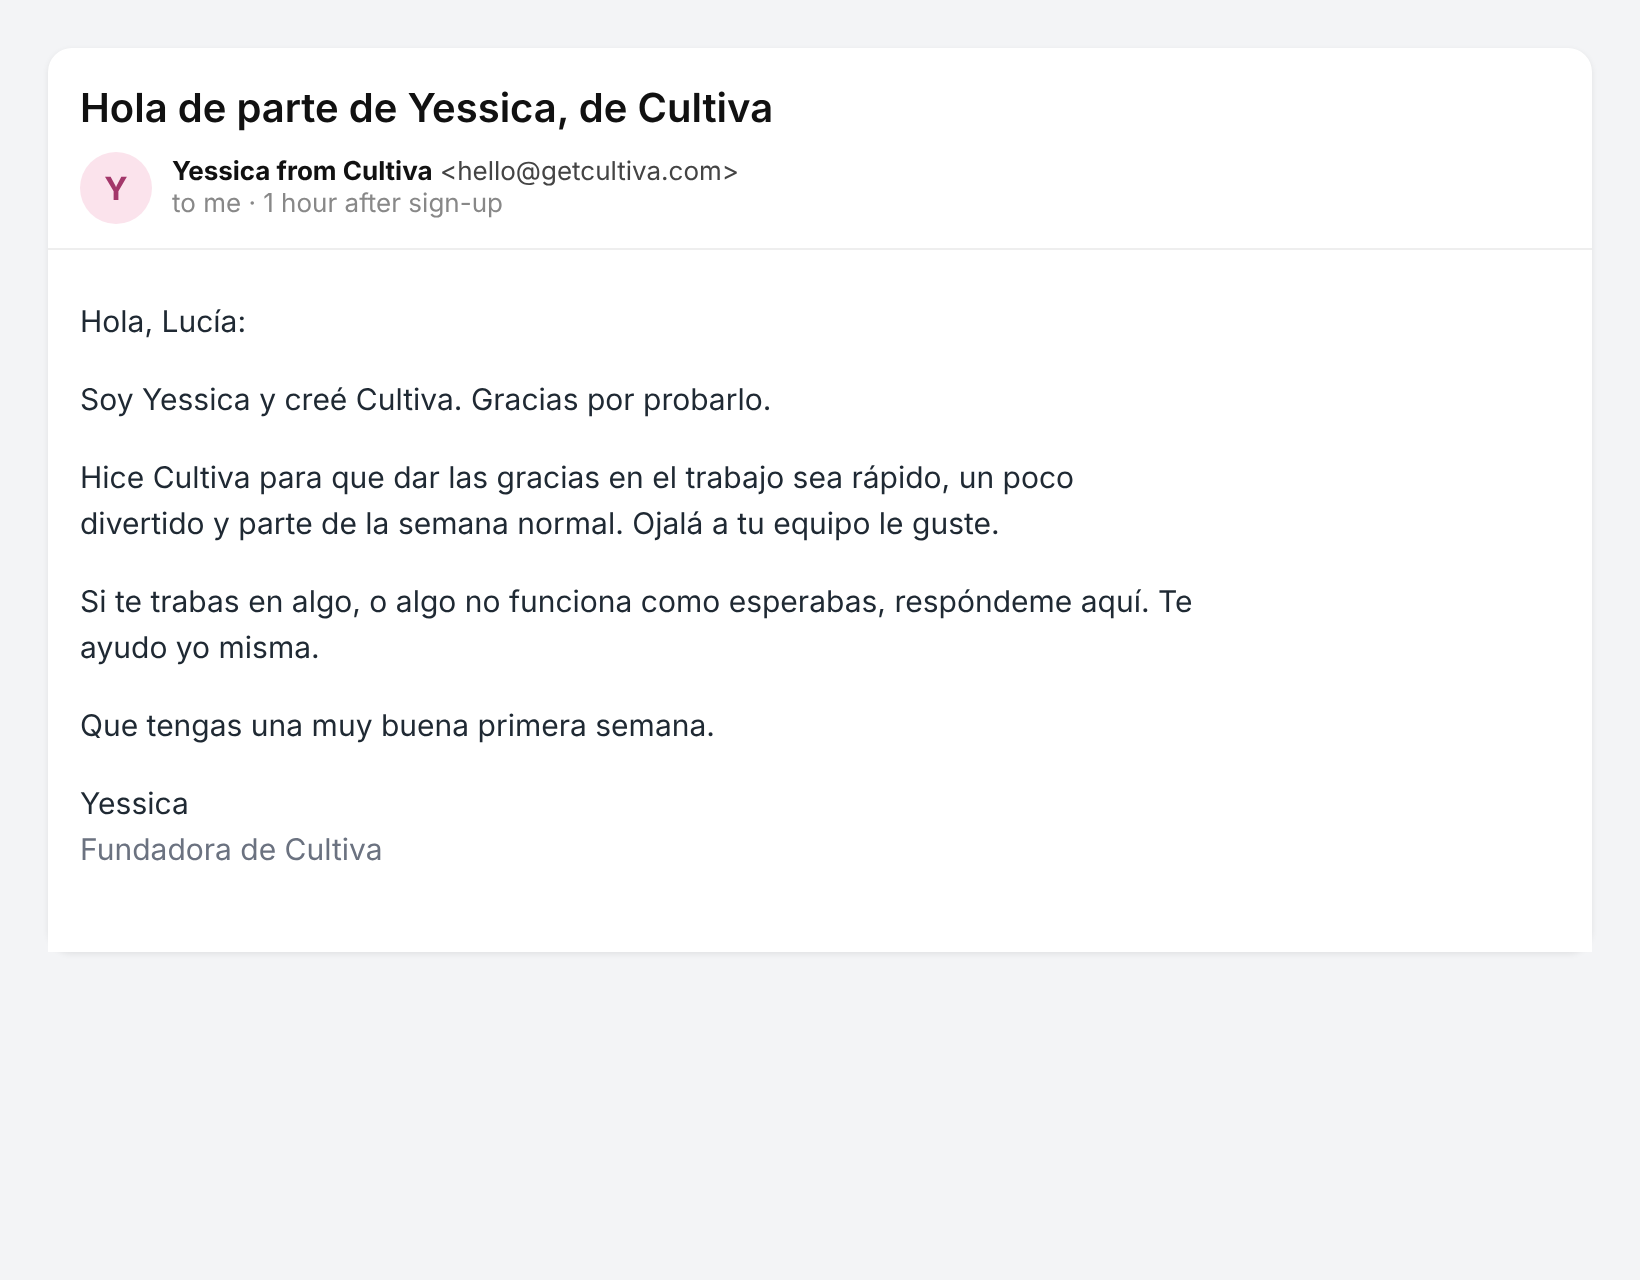 Hola de parte de Yessica, de Cultiva
Y
Yessica from Cultiva <hello@getcultiva.com>
to me · 1 hour after sign-up
Hola, Lucía:
Soy Yessica y creé Cultiva. Gracias por probarlo.
Hice Cultiva para que dar las gracias en el trabajo sea rápido, un poco
divertido y parte de la semana normal. Ojalá a tu equipo le guste.
Si te trabas en algo, o algo no funciona como esperabas, respóndeme aquí. Te
ayudo yo misma.
Que tengas una muy buena primera semana.
Yessica
Fundadora de Cultiva